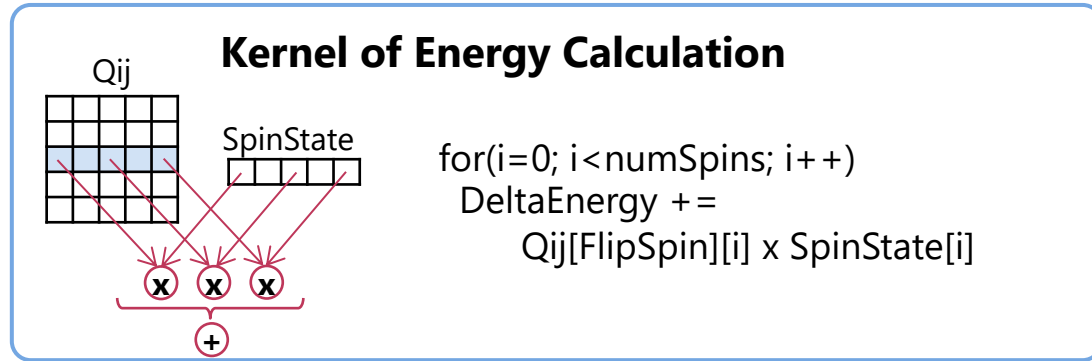 Kernel of Energy Calculation
Qij
SpinState
for(i=0; i<numSpins; i++)
DeltaEnergy +=
Qij[FlipSpin][i] x SpinState[i]
x x x
+